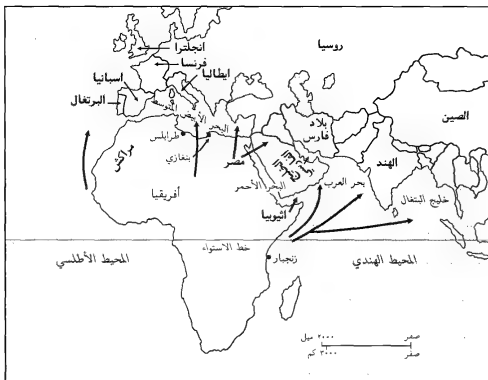 انجلترا
فرنسا
روسيا
ايطاليا
اسبانيا
البرتغال
البحر الأبيض المتوسط
طرابلس
بنغازي
مراكش
مصر
بلاد
فارس
الصين
الهند
البحر الأحمر
بحر العرب
خليج البنغال
أفريقيا
أثيوبيا
خط الاستواء
المحيط الأطلسي
زنجبار
المحيط الهندي
صفر ٢٠٠٠ ميل
صفر ٣٠٠٠ كم